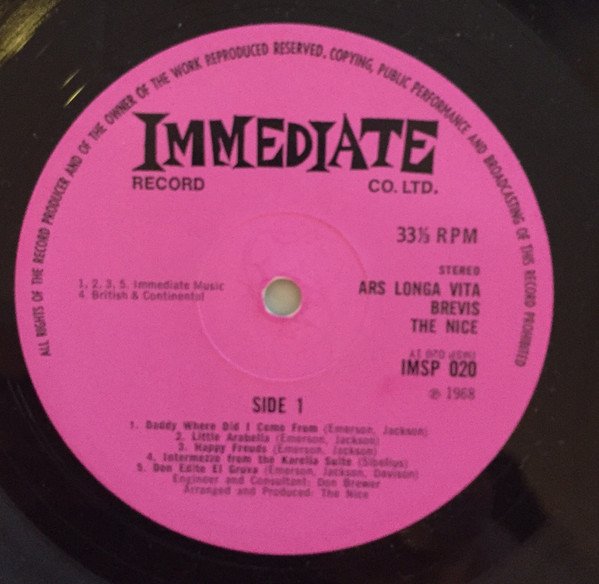 ALL RIGHTS OF THE RECORD PRODUCER AND OF THE OWNER OF THE WORK REPRODUCED RESERVED. COPYING, PUBLIC PERFORMANCE AND BROADCASTING OF THIS RECORD PROHIBITED
IMMEDIATE
RECORD CO. LTD.
33⅓ RPM
STEREO
1, 2, 3, 5. Immediate Music
4. British & Continental
ARS LONGA VITA
BREVIS
THE NICE
(IMSP 020 A)
IMSP 020
℗ 1968
SIDE 1
1. Daddy Where Did I Come From (Emerson, Jackson)
2. Little Arabella (Emerson, Jackson)
3. Happy Freuds (Emerson, Jackson)
4. Intermezzo from the Karelia Suite (Sibelius)
5. Don Edito El Gruva (Emerson, Jackson, Davison)
Engineer and Consultant: Don Brewer
Arranged and Produced: The Nice